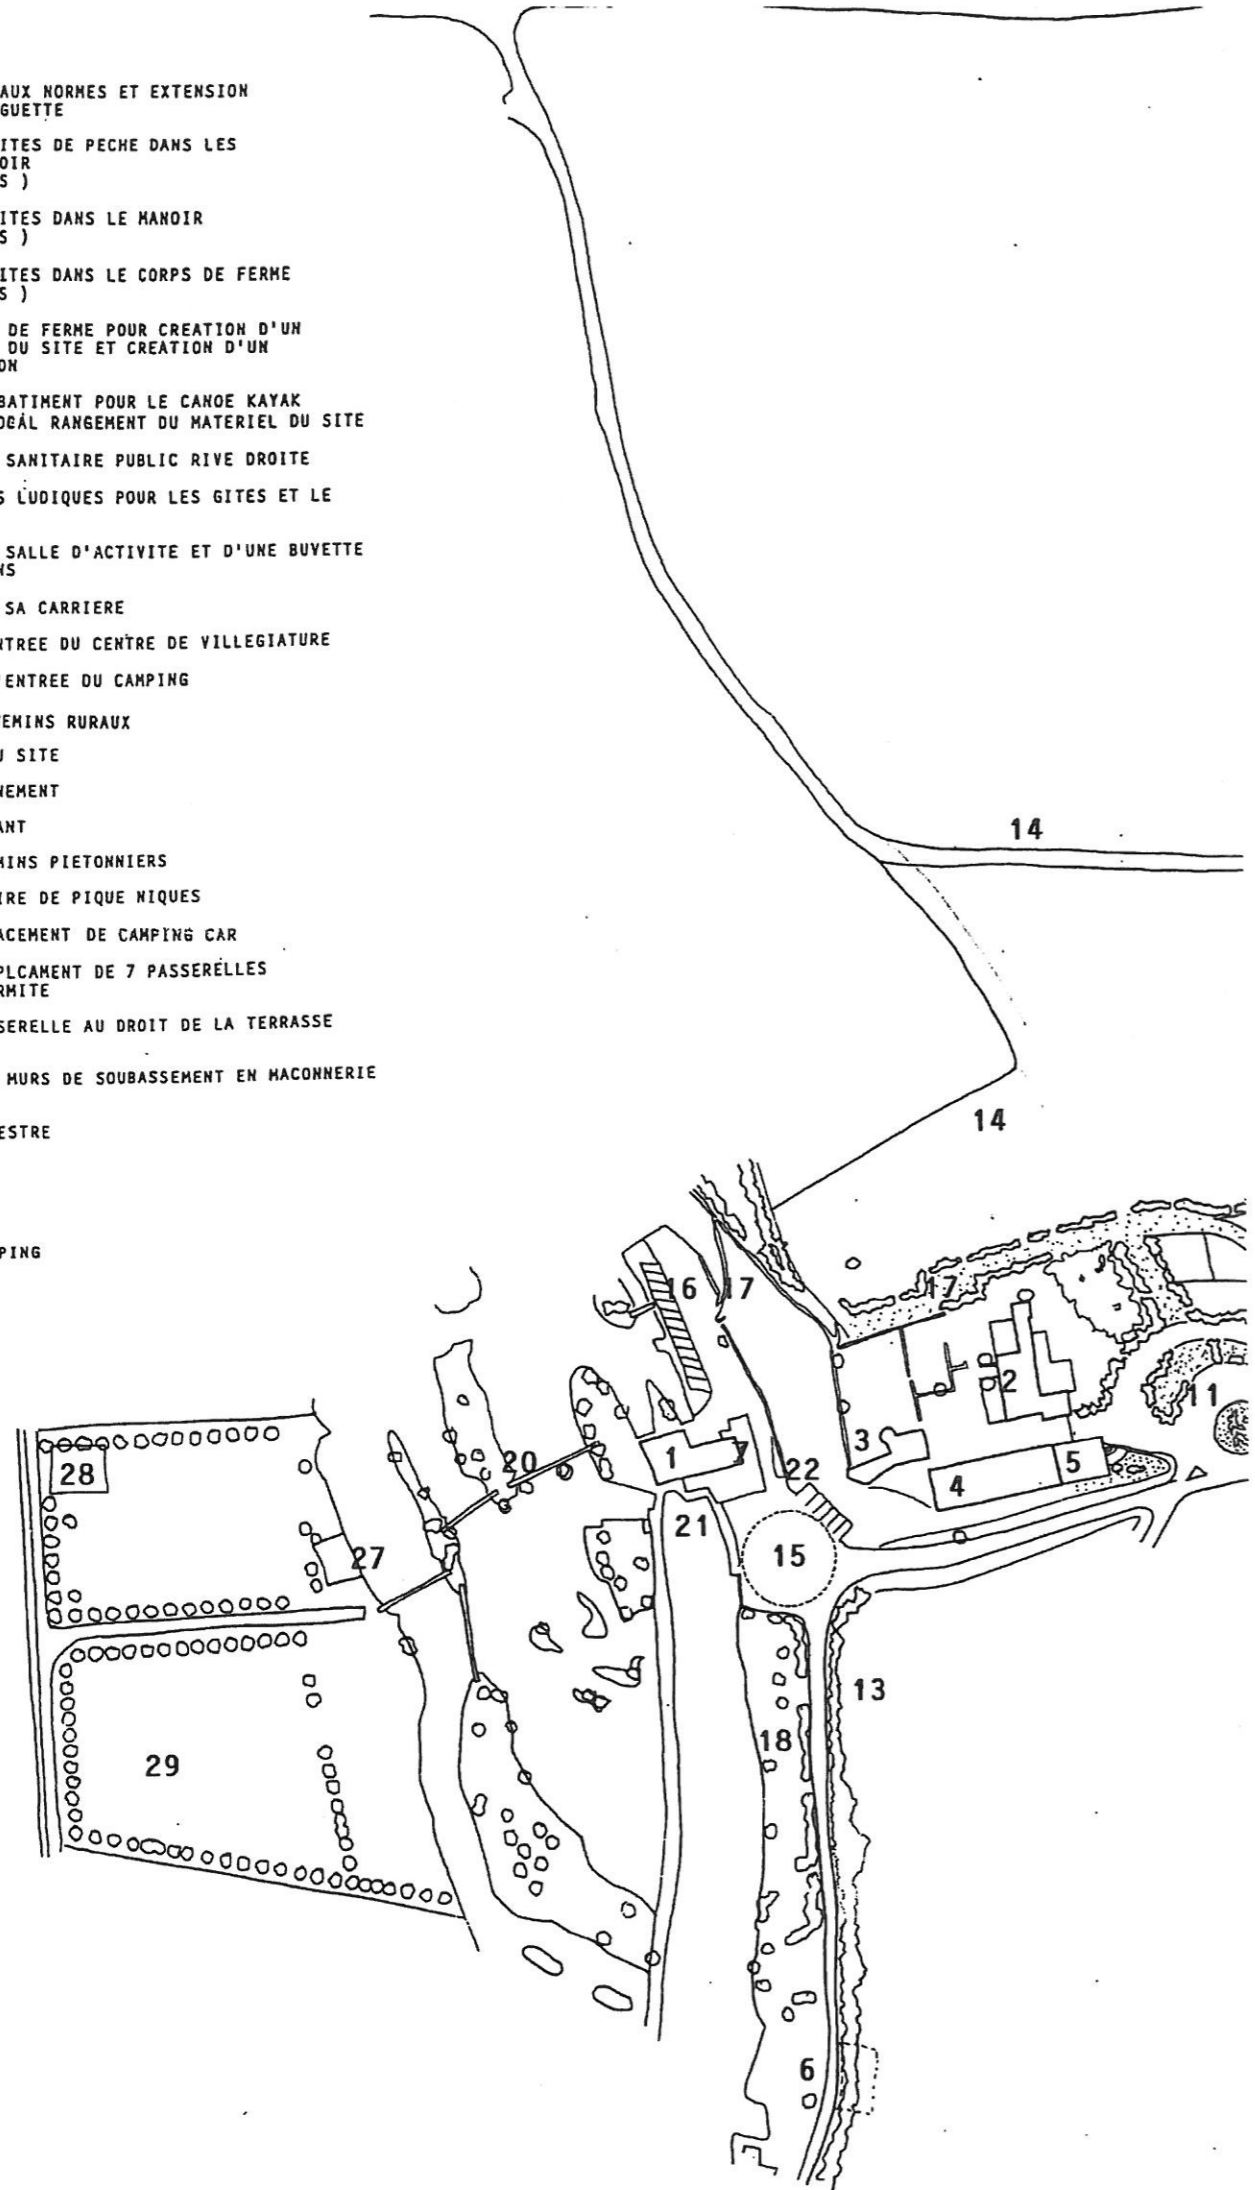 AUX NORMES ET EXTENSION
GUETTE
ITES DE PECHE DANS LES
OIR
S )
ITES DANS LE MANOIR
S )
ITES DANS LE CORPS DE FERME
S )
DE FERME POUR CREATION D'UN
DU SITE ET CREATION D'UN
ON
BATIMENT POUR LE CANOE KAYAK
OCAL RANGEMENT DU MATERIEL DU SITE
SANITAIRE PUBLIC RIVE DROITE
S LUDIQUES POUR LES GITES ET LE
SALLE D'ACTIVITE ET D'UNE BUVETTE
NS
SA CARRIERE
NTREE DU CENTRE DE VILLEGIATURE
'ENTREE DU CAMPING
EMINS RURAUX
U SITE
NEMENT
ANT
MINS PIETONNIERS
IRE DE PIQUE NIQUES
ACEMENT DE CAMPING CAR
PLCAMENT DE 7 PASSERELLES
RMITE
SERELLE AU DROIT DE LA TERRASSE
MURS DE SOUBASSEMENT EN MACONNERIE
ESTRE
PING
14
14
16
17
17
2
11
3
1
7
20
22
4
5
28
21
15
27
13
18
29
6